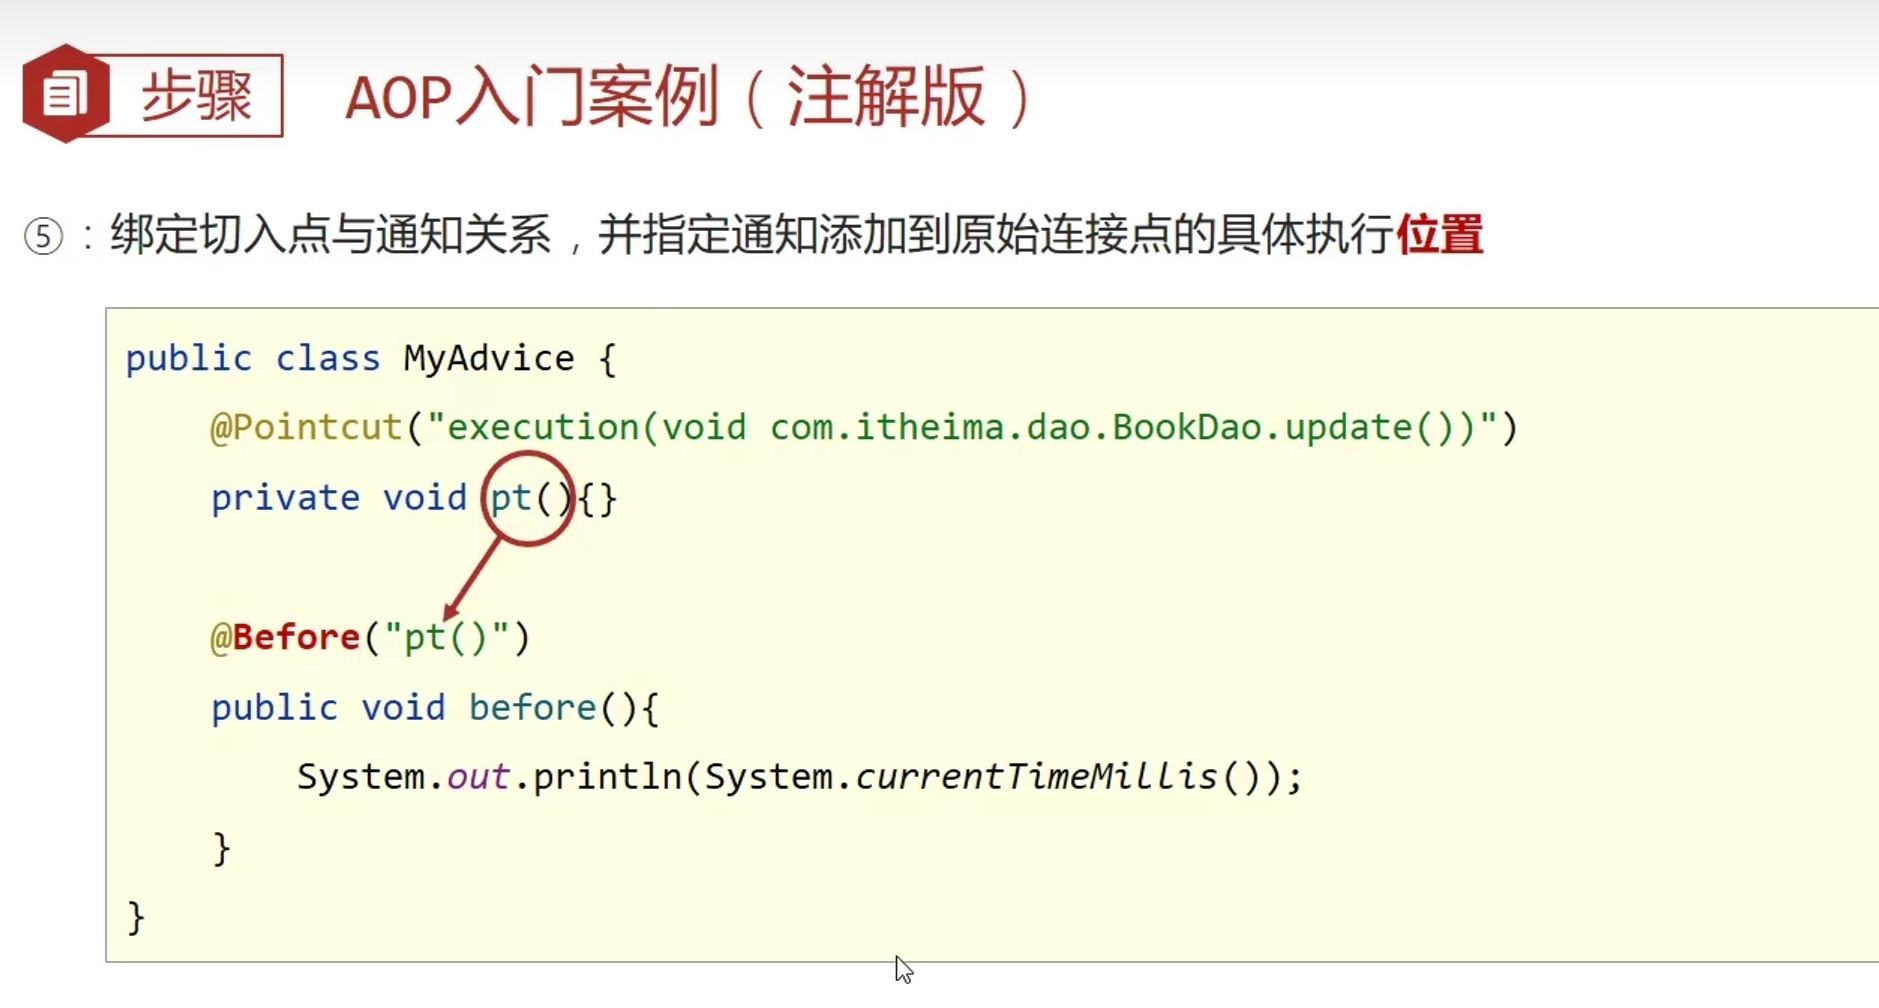 步骤 AOP入门案例（注解版）
⑤：绑定切入点与通知关系，并指定通知添加到原始连接点的具体执行位置
public class MyAdvice {
    @Pointcut("execution(void com.itheima.dao.BookDao.update())")
    private void pt(){}
    @Before("pt()")
    public void before(){
        System.out.println(System.currentTimeMillis());
    }
}